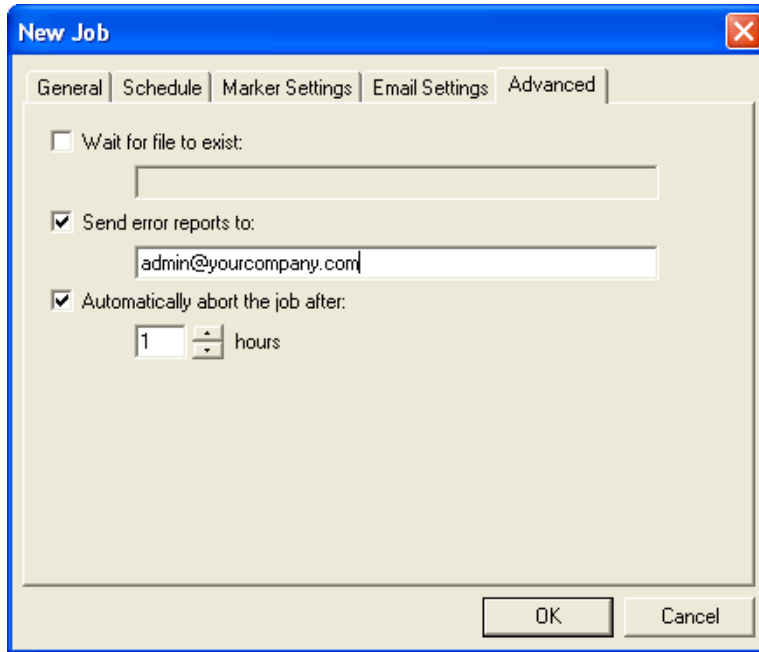 New Job
General Schedule Marker Settings Email Settings Advanced
Wait for file to exist:
Send error reports to:
admin@yourcompany.com
Automatically abort the job after:
1 hours
OK Cancel